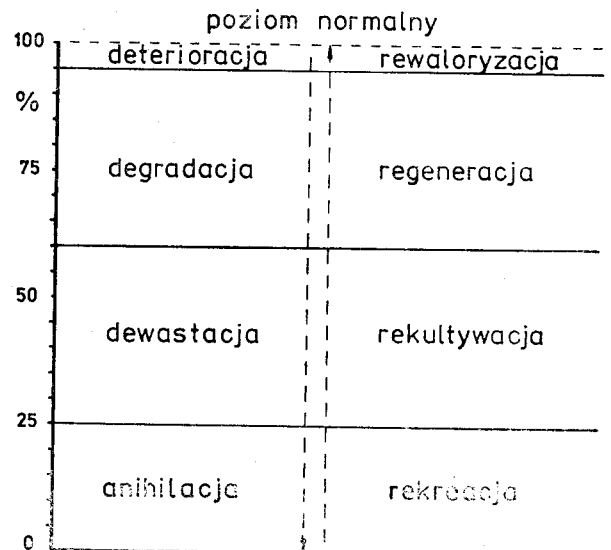 poziom normalny
100
deterioracja rewaloryzacja
%
75 degradacja regeneracja
50
dewastacja rekultywacja
25
anihilacja rekreacja
0